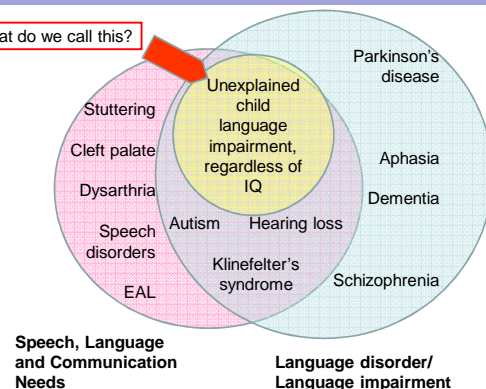 at do we call this?
Parkinson's
disease
Unexplained
child
language
impairment,
regardless of
IQ
Stuttering
Cleft palate
Aphasia
Dysarthria
Dementia
Autism
Hearing loss
Speech
disorders
Klinefelter's
syndrome
Schizophrenia
EAL
Speech, Language
and Communication
Needs
Language disorder/
Language impairment